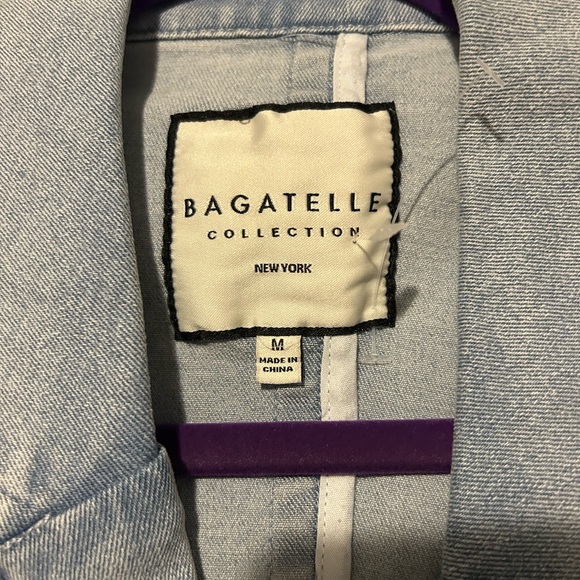 BAGATELLE
COLLECTION
NEW YORK
M
MADE IN
CHINA